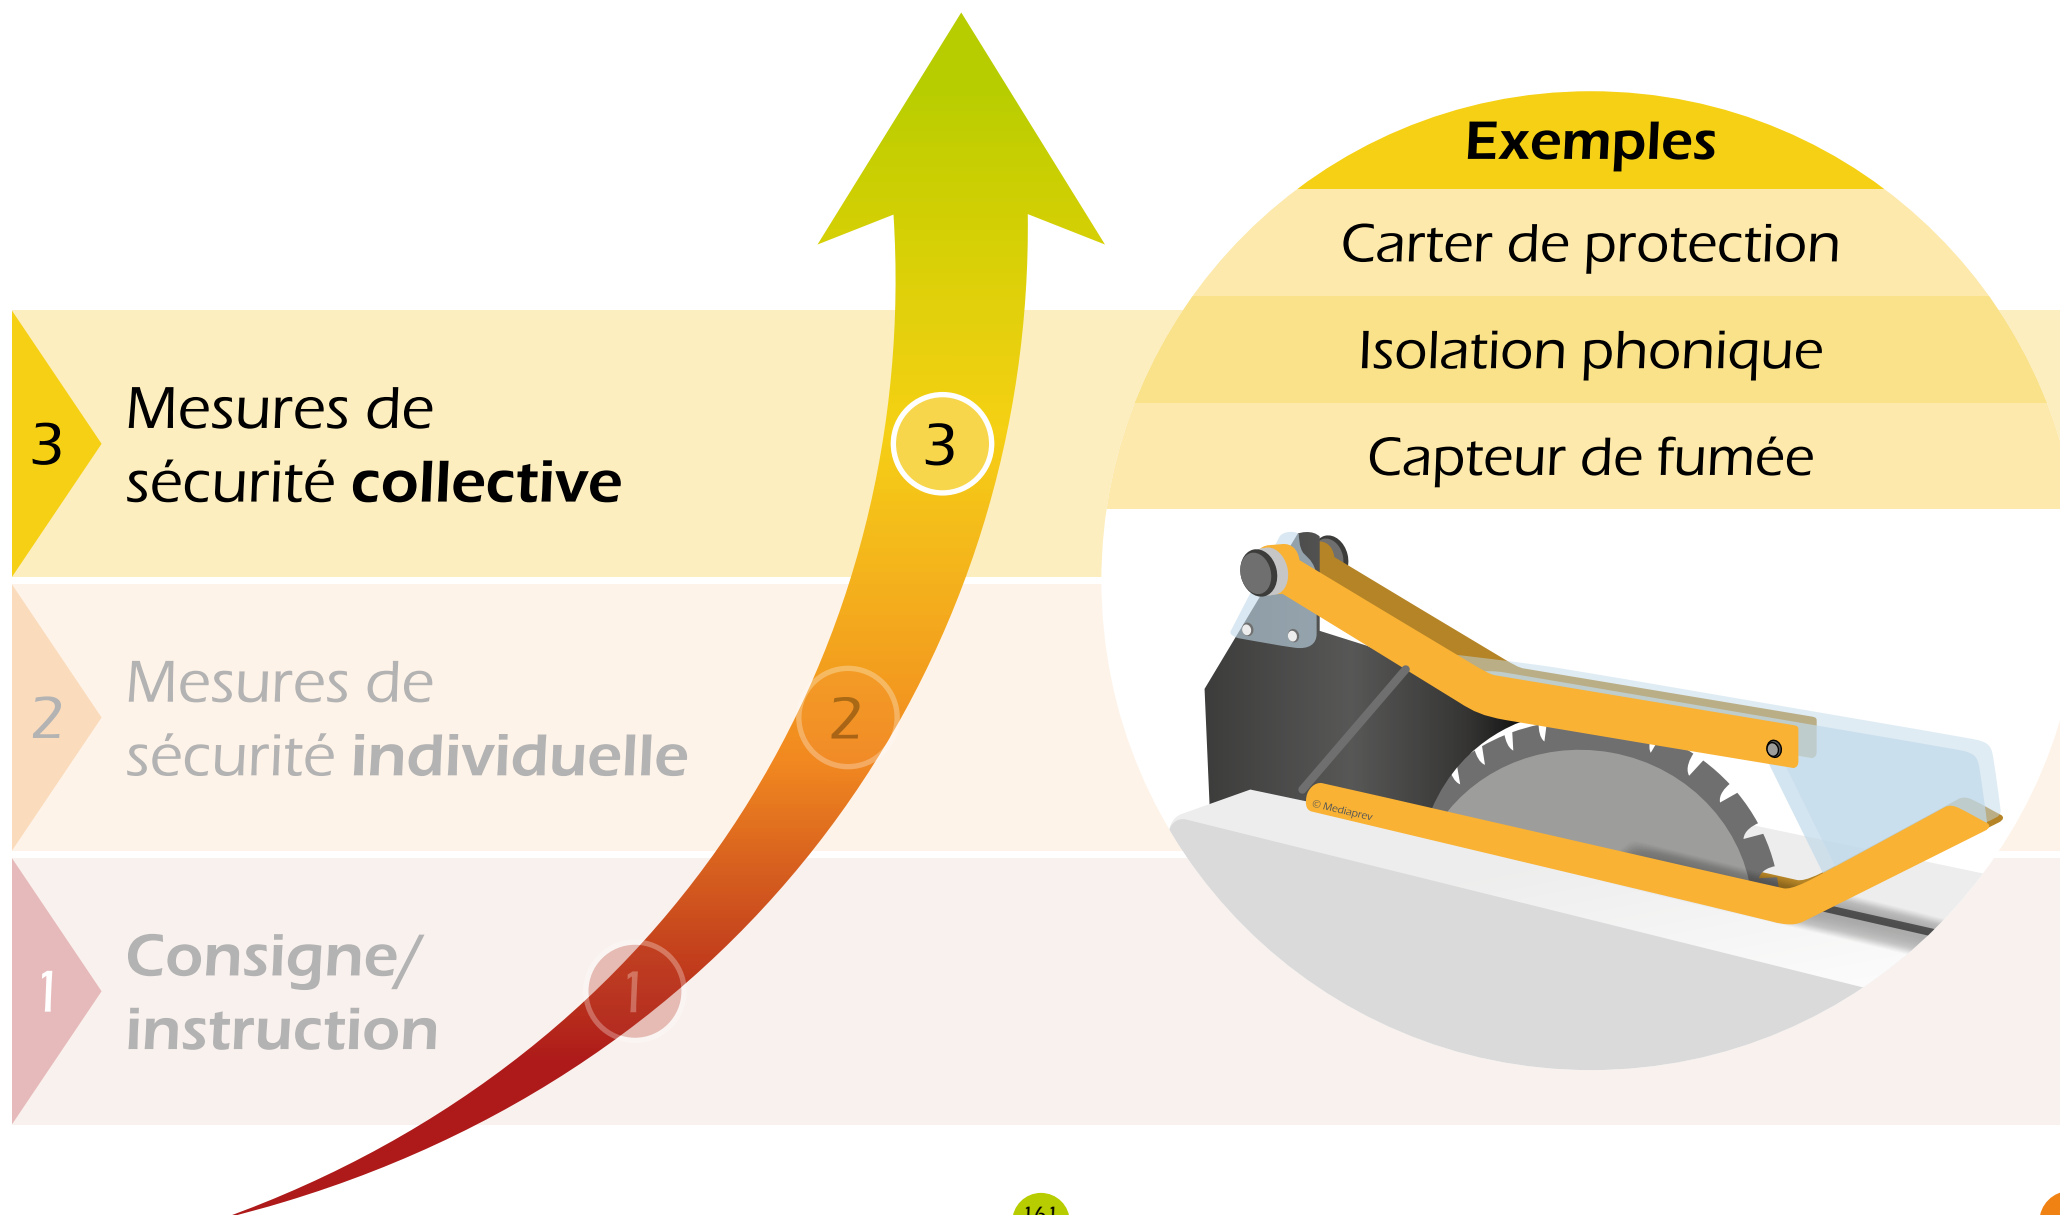 Exemples
Carter de protection
Isolation phonique
Capteur de fumée
3
Mesures de
sécurité collective
3
2
Mesures de
sécurité individuelle
2
1
Consigne/
instruction
1
© Mediaprev
161